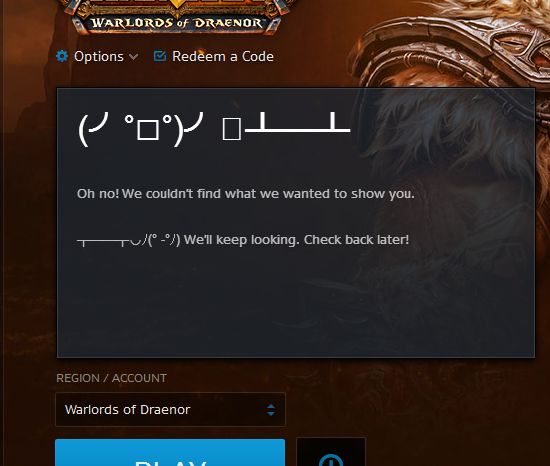 WARLORDS OF DRAENOR
Options
Redeem a Code
(╯°□°)╯ □┻━━┻
Oh no! We couldn't find what we wanted to show you.
┬──┬◡ﾉ(° -°ﾉ) We'll keep looking. Check back later!
REGION / ACCOUNT
Warlords of Draenor
PLAY